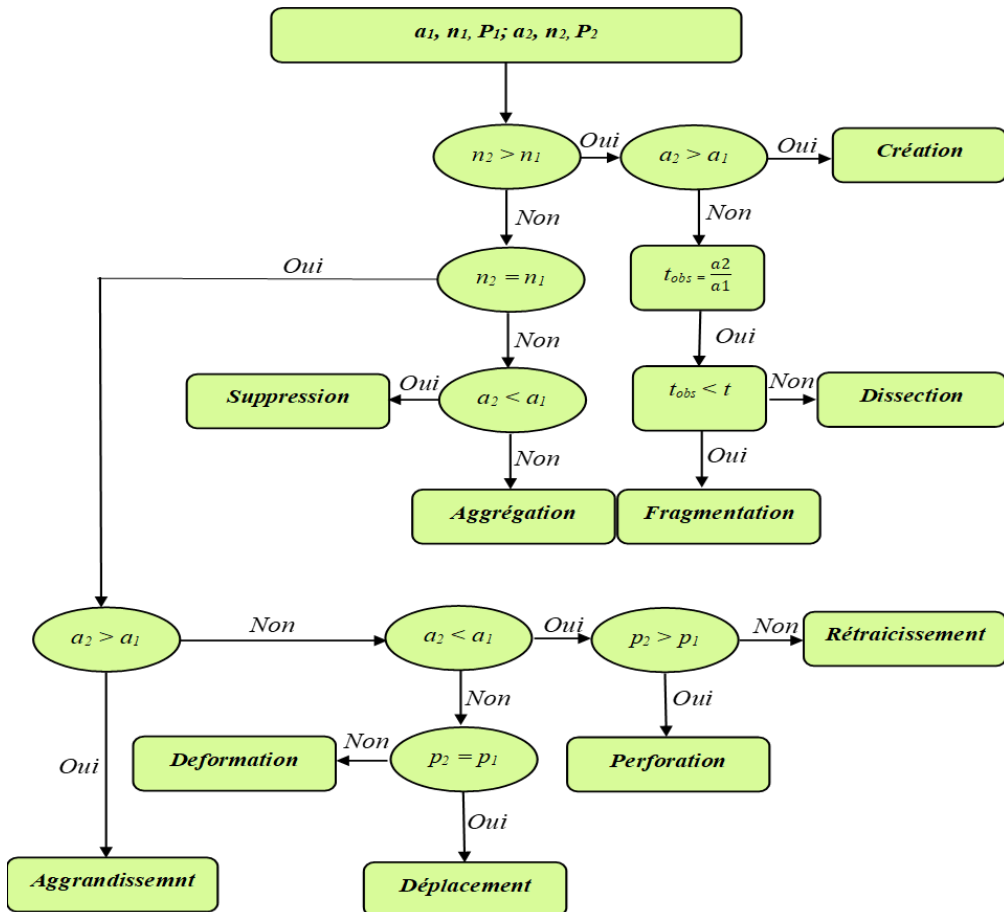 a1, n1, P1; a2, n2, P2
n2 > n1
Oui
a2 > a1
Oui
Création
Non
Non
Oui
n2 = n1
tobs = a2/a1
Non
Oui
Suppression
Oui
a2 < a1
tobs < t
Non
Dissection
Non
Oui
Aggrégation
Fragmentation
a2 > a1
Non
a2 < a1
Oui
p2 > p1
Non
Rétraicissement
Non
Oui
Oui
Deformation
Non
p2 = p1
Perforation
Oui
Aggrandissemnt
Déplacement